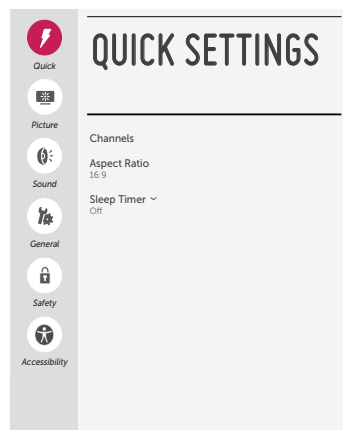 QUICK SETTINGS
Quick
Picture
Sound
General
Safety
Accessibility
Channels
Aspect Ratio
16:9
Sleep Timer
Off